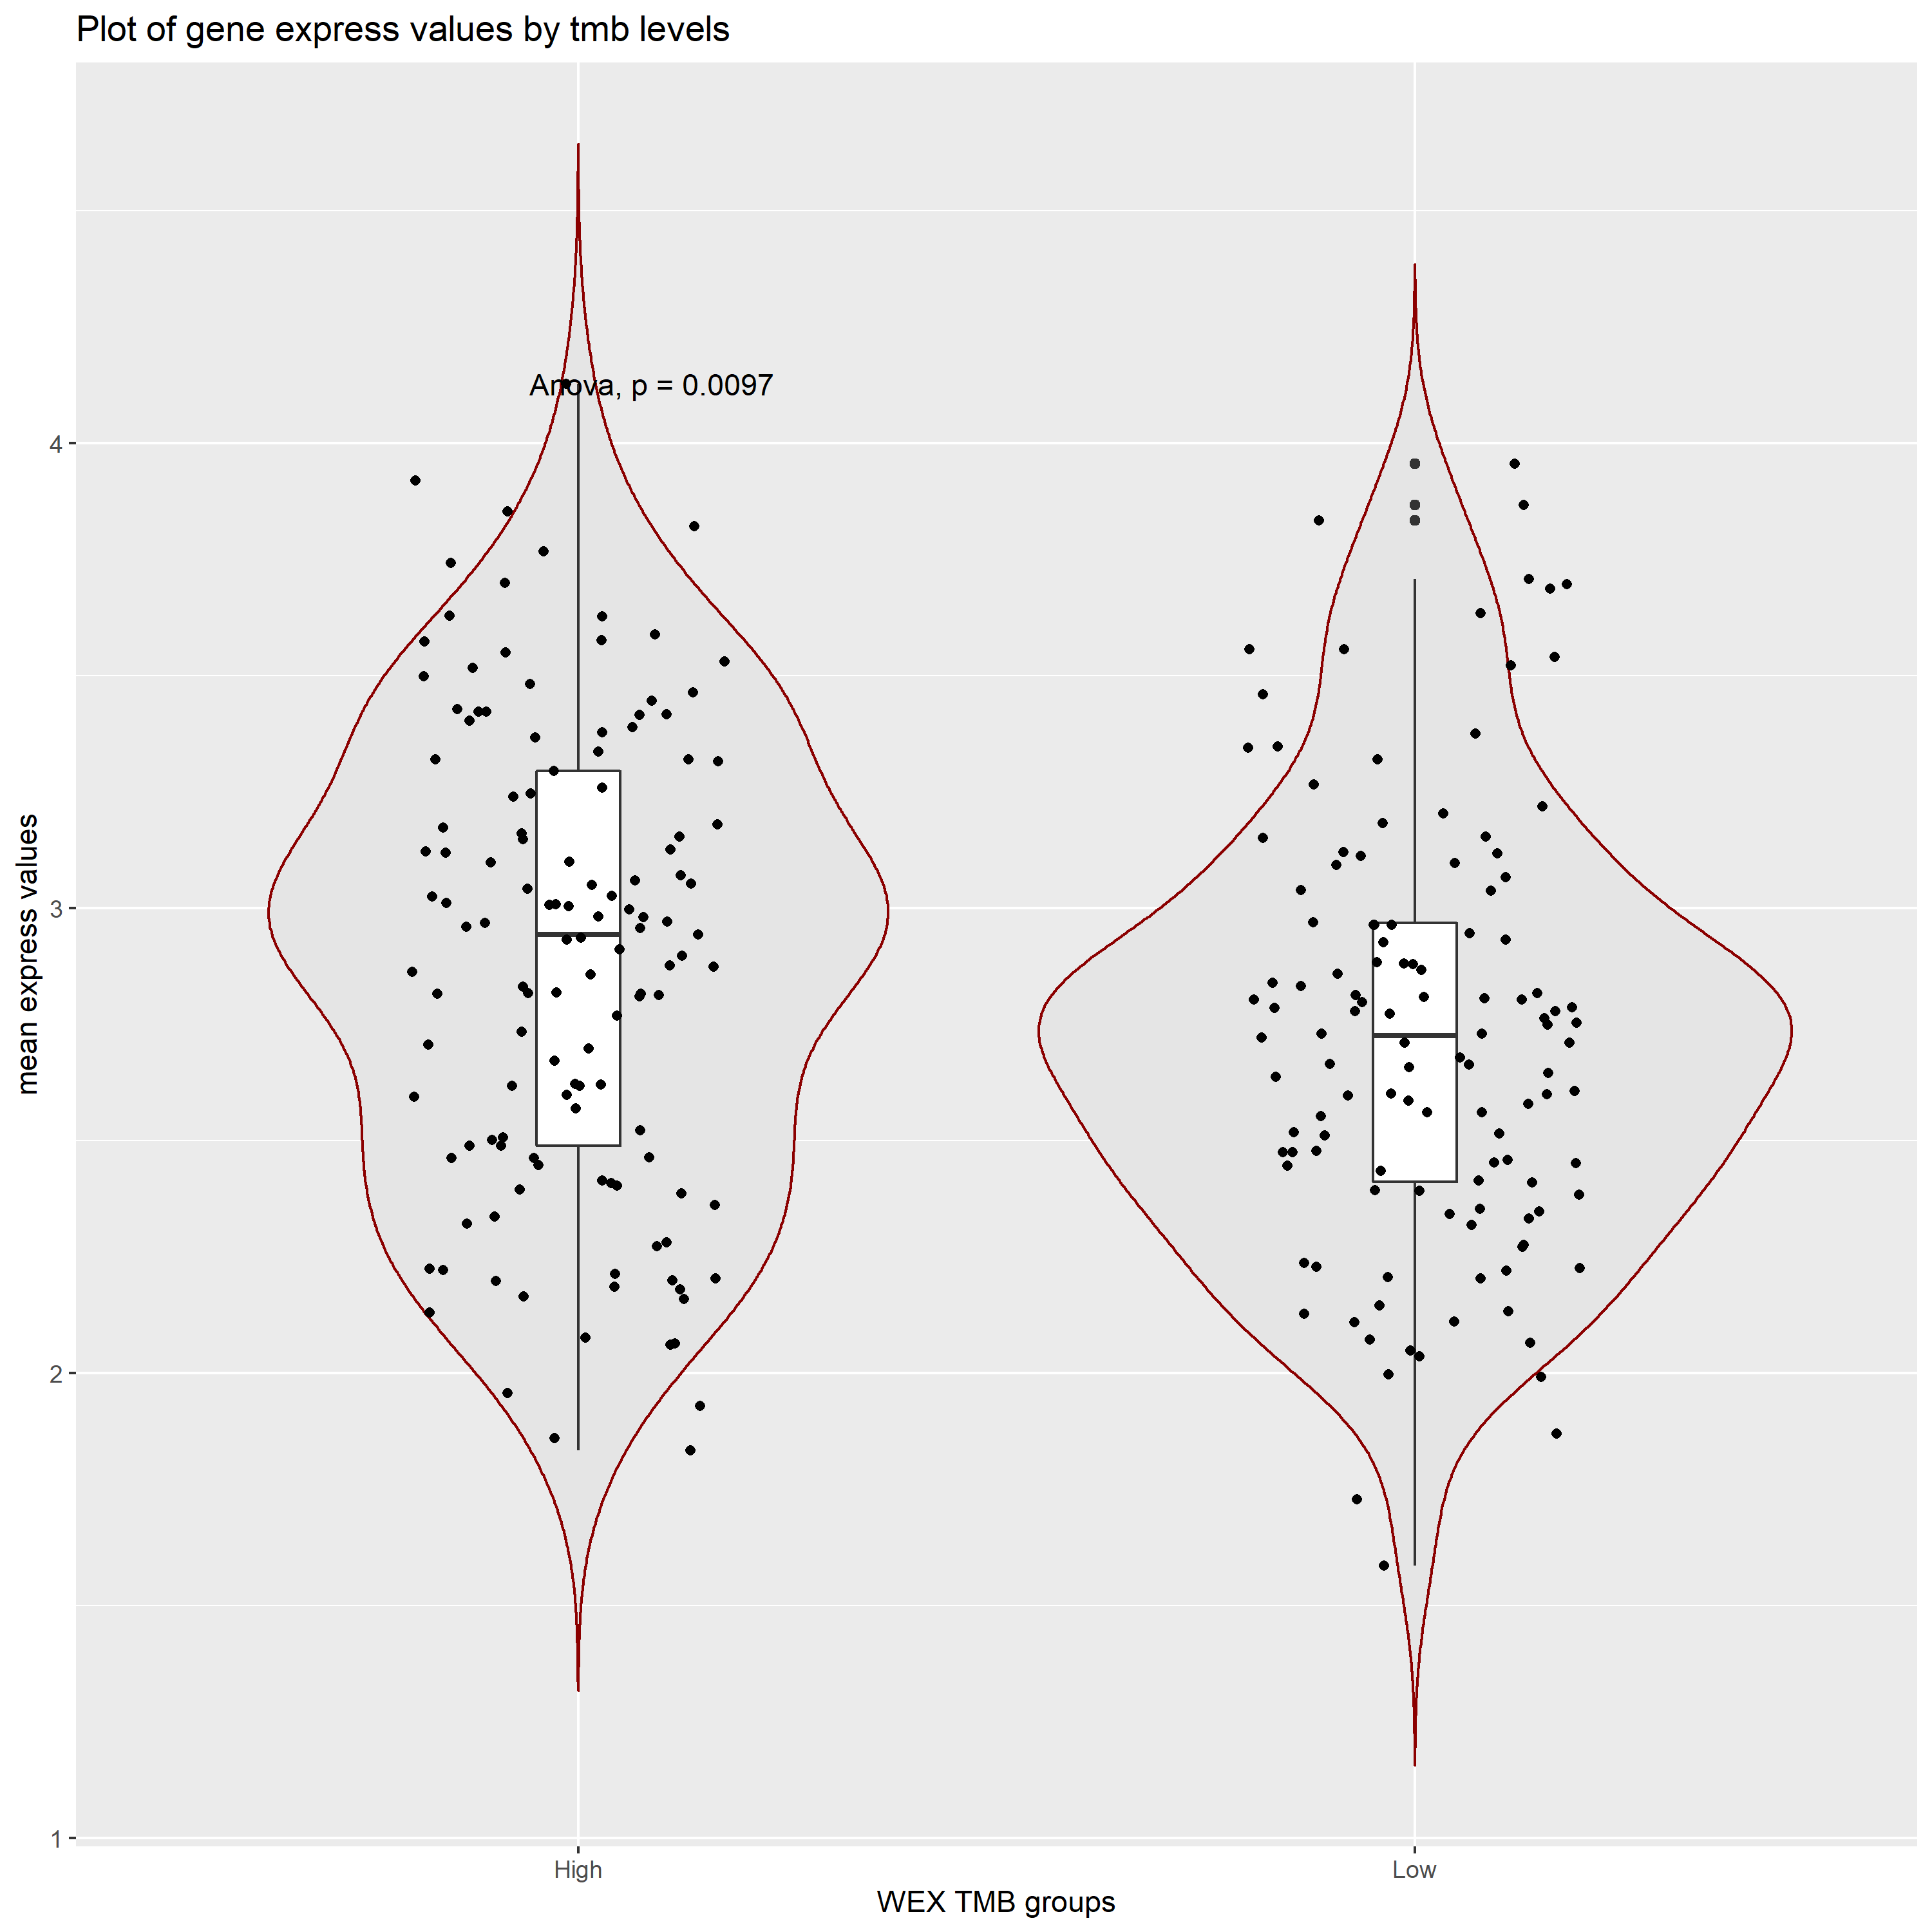 Plot of gene express values by tmb levels
Anova, p = 0.0097
mean express values
4
3
2
1
High
Low
WEX TMB groups